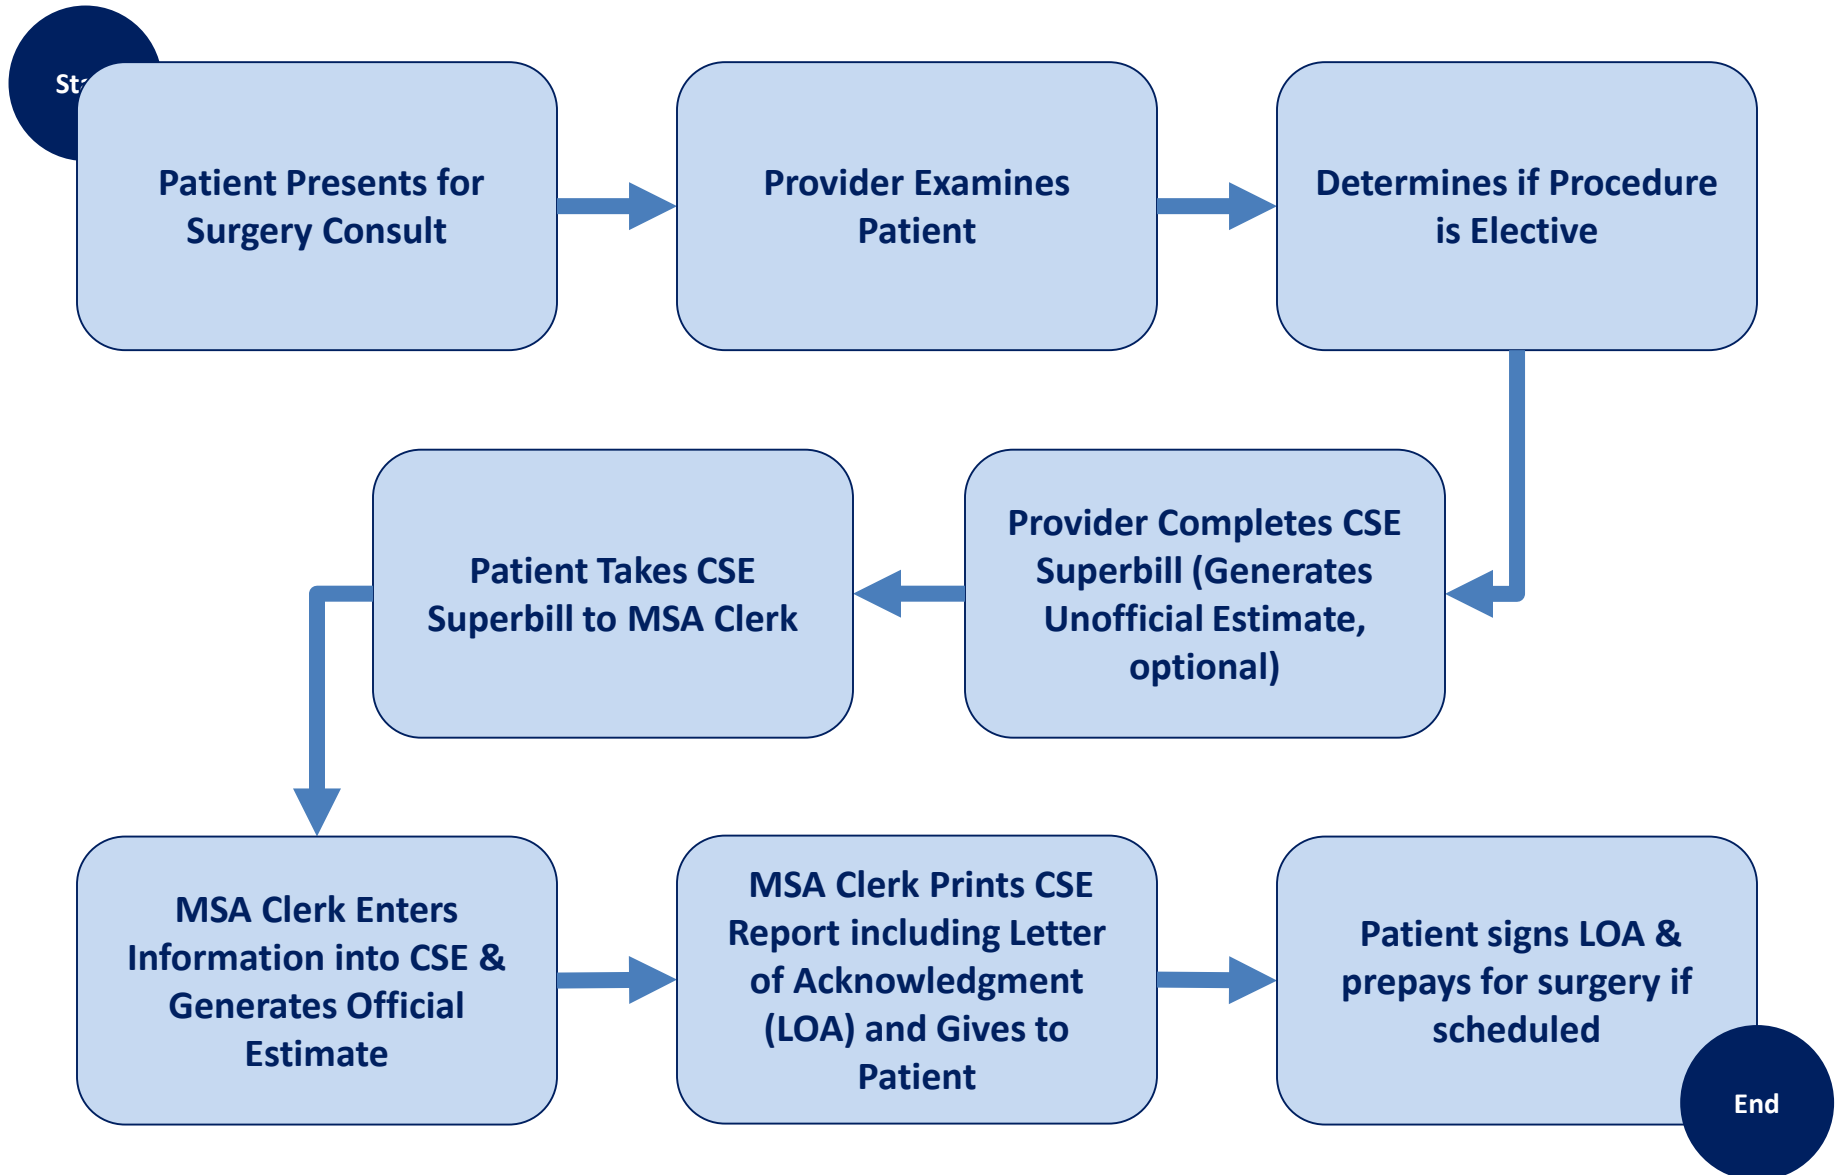 Patient Presents for
Surgery Consult
Provider Examines
Patient
Determines if Procedure
is Elective
Provider Completes CSE
Superbill (Generates
Unofficial Estimate,
optional)
Patient Takes CSE
Superbill to MSA Clerk
MSA Clerk Enters
Information into CSE &
Generates Official
Estimate
MSA Clerk Prints CSE
Report including Letter
of Acknowledgment
(LOA) and Gives to
Patient
Patient signs LOA &
prepays for surgery if
scheduled
End